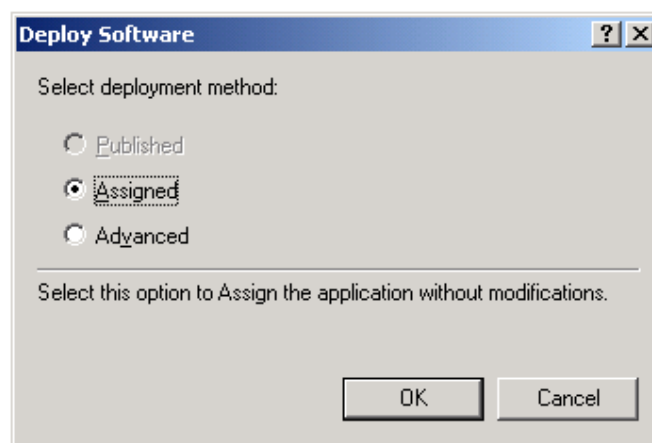 Deploy Software
Select deployment method:
Published
Assigned
Advanced
Select this option to Assign the application without modifications.
OK Cancel